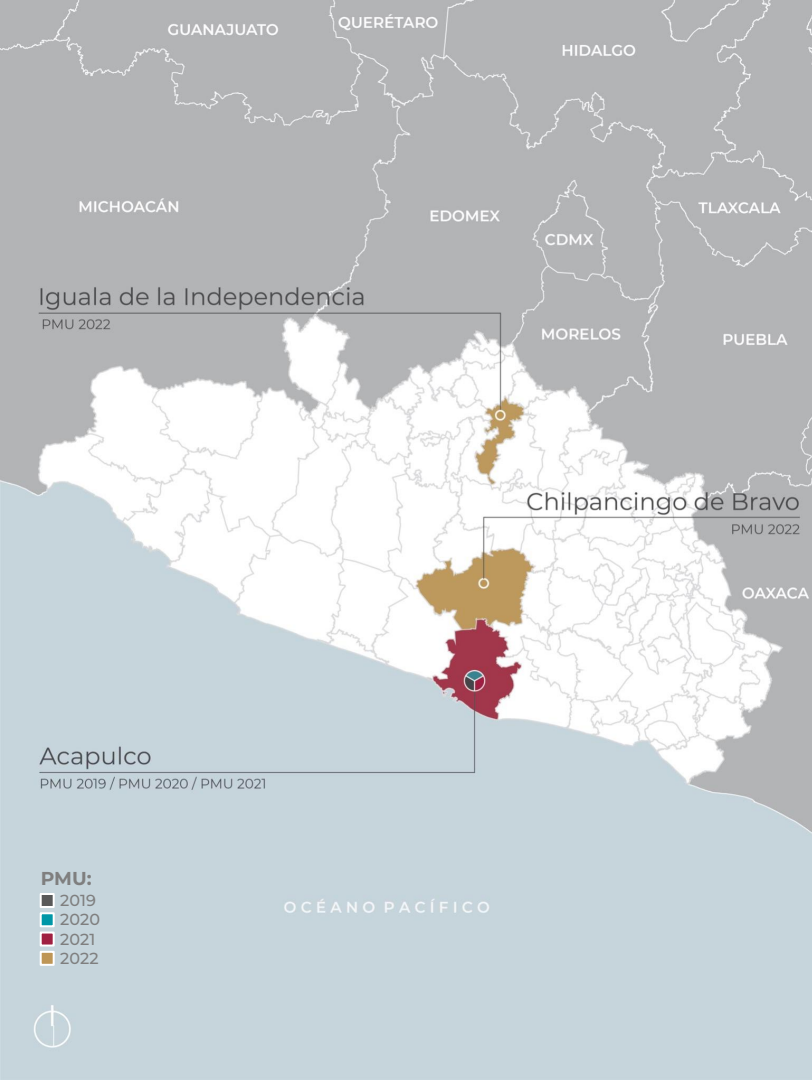 GUANAJUATO
QUERÉTARO
HIDALGO
MICHOACÁN
EDOMEX
TLAXCALA
CDMX
Iguala de la Independencia
PMU 2022
MORELOS
PUEBLA
Chilpancingo de Bravo
PMU 2022
OAXACA
Acapulco
PMU 2019 / PMU 2020 / PMU 2021
PMU:
2019
2020
2021
2022
OCÉANO PACÍFICO